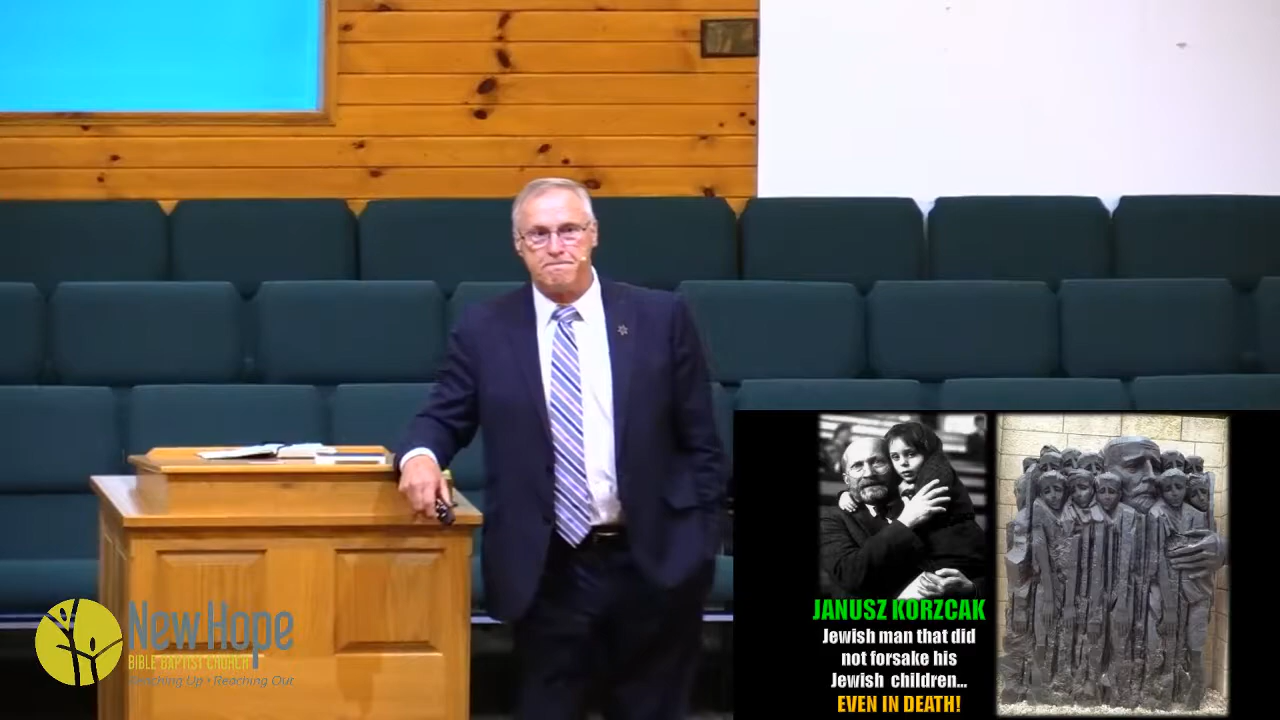 New Hope
BIBLE BAPTIST CHURCH
Reaching Up • Reaching Out
JANUSZ KORZCAK
Jewish man that did
not forsake his
Jewish children...
EVEN IN DEATH!